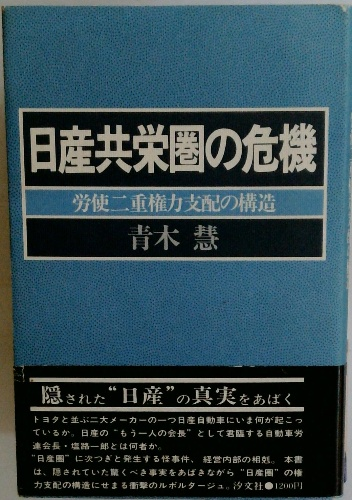 日産共栄圏の危機
労使二重権力支配の構造
青木 慧
隠された“日産”の真実をあばく
トヨタと並ぶ二大メーカーの一つ日産自動車にいま何が起こっ
ているか。日産の“もう一人の会長”として君臨する自動車労
連会長・塩路一郎とは何者か。
“日産圏”に次つぎと発生する怪事件、経営内部の相剋。本書
は、隠されていた驚くべき事実をあばきながら“日産圏”の権
力支配の構造にせまる衝撃のルポルタージュ。汐文社●1200円